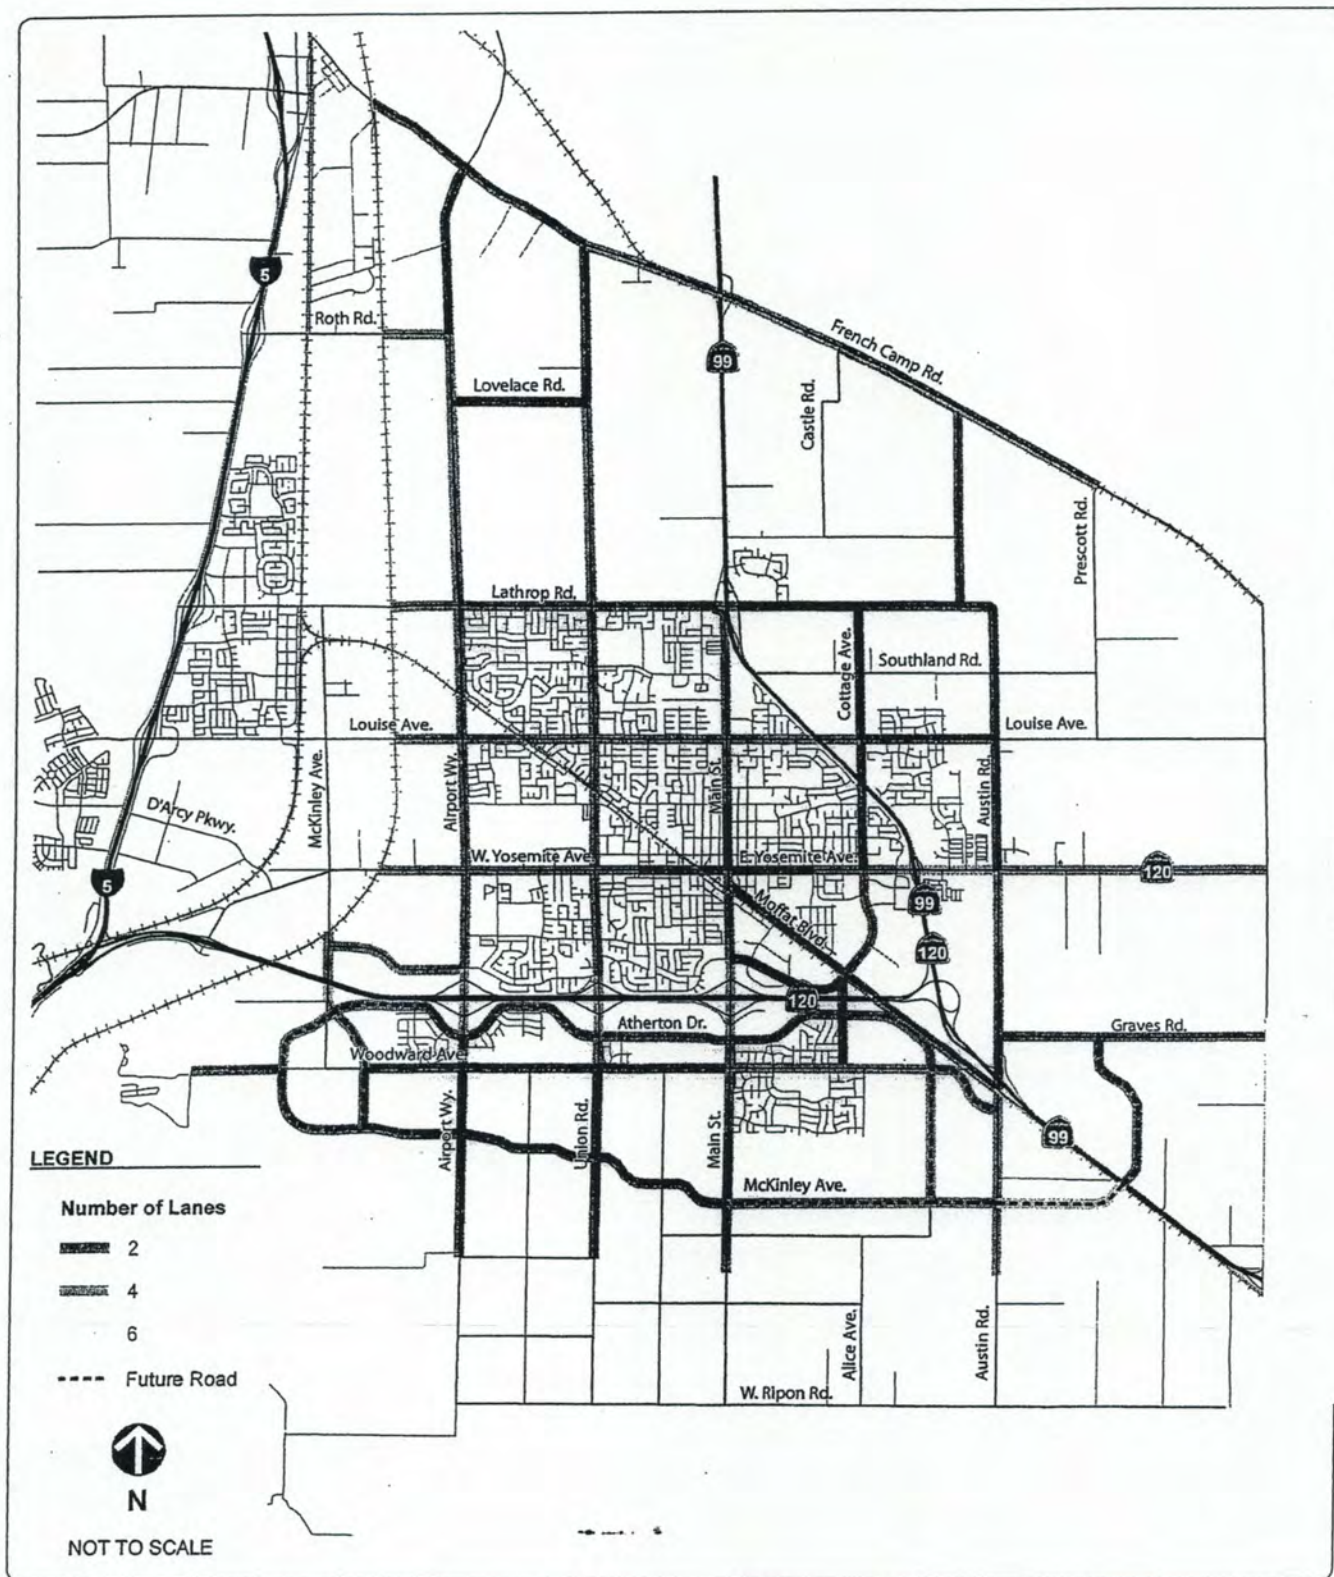 5
Roth Rd.
French Camp Rd.
99
Lovelace Rd.
Castle Rd.
Prescott Rd.
Lathrop Rd.
Cottage Ave.
Southland Rd.
Louise Ave.
Louise Ave.
McKinley Ave.
Airport Wy.
Main St.
Austin Rd.
D'Arcy Pkwy.
W. Yosemite Ave.
E. Yosemite Ave.
120
5
Moffat Blvd.
99
120
120
Atherton Dr.
Graves Rd.
Woodward Ave.
Airport Wy.
Union Rd.
Main St.
99
McKinley Ave.
LEGEND
Number of Lanes
2
4
6
Future Road
Alice Ave.
Austin Rd.
W. Ripon Rd.
N
NOT TO SCALE